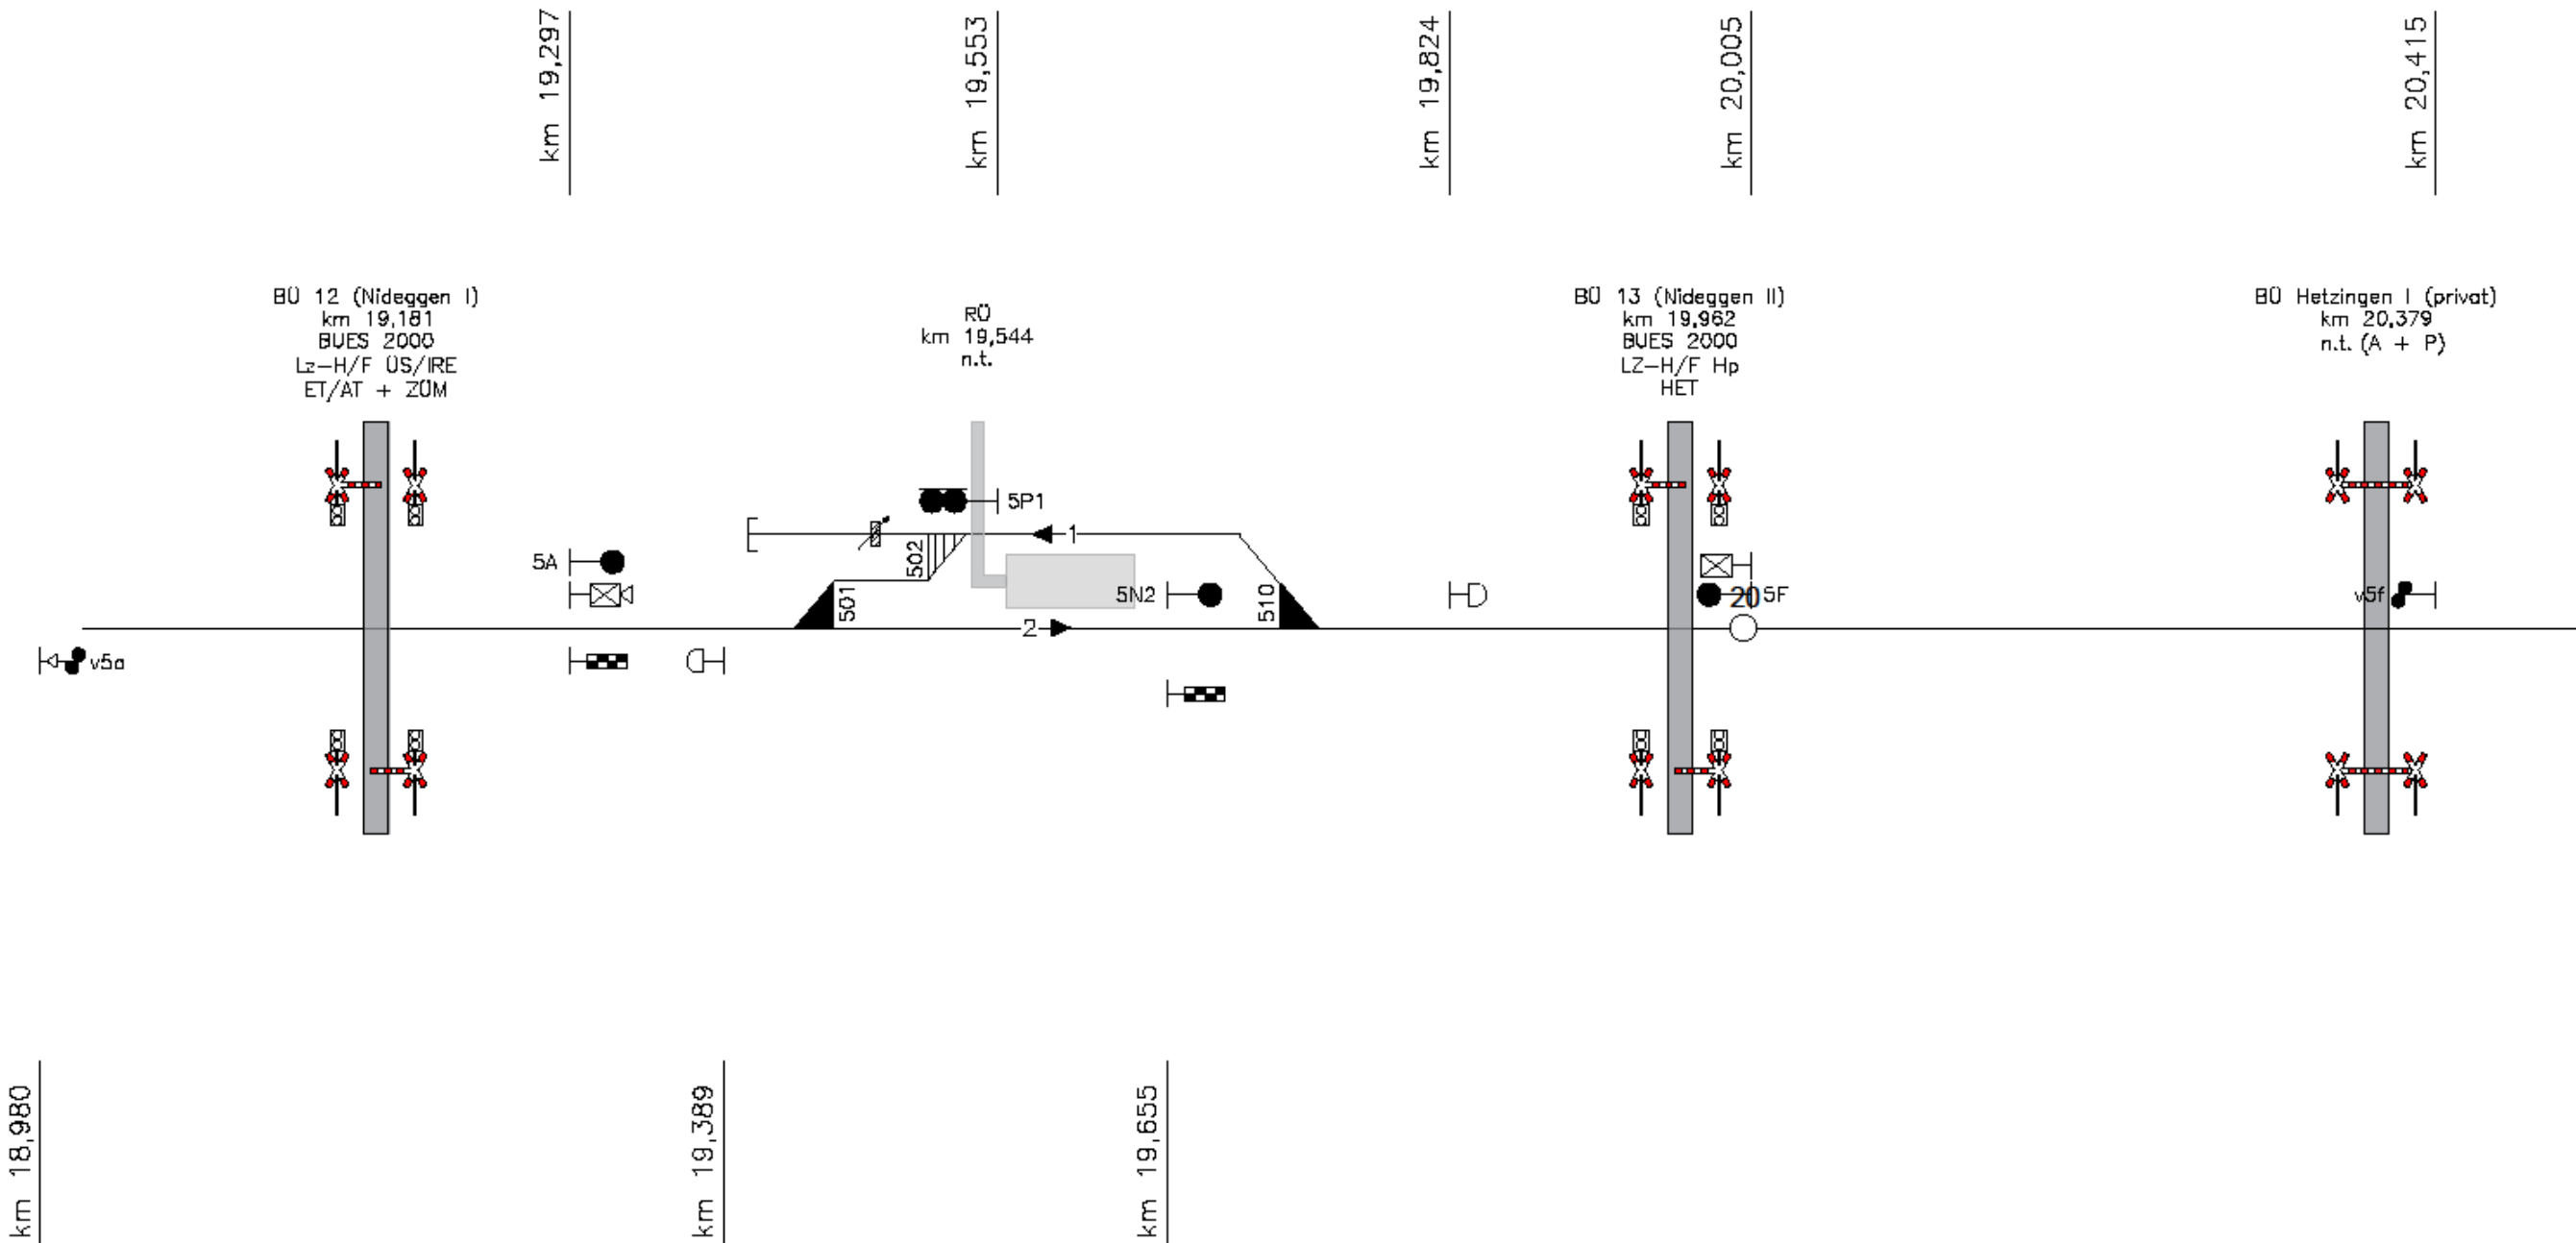 km 19,297
km 19,553
km 19,824
km 20,005
km 20,415
BÜ 12 (Nideggen I)
km 19,181
BUES 2000
Lz-H/F ÜS/IRE
ET/AT + ZÜM
RÜ
km 19,544
n.t.
BÜ 13 (Nideggen II)
km 19,962
BUES 2000
LZ-H/F Hp
HET
BÜ Hetzingen I (privat)
km 20,379
n.t. (A + P)
5P1
1
502
5A
501
5N2
510
20
5F
v5f
2
v5a
km 18,980
km 19,389
km 19,655